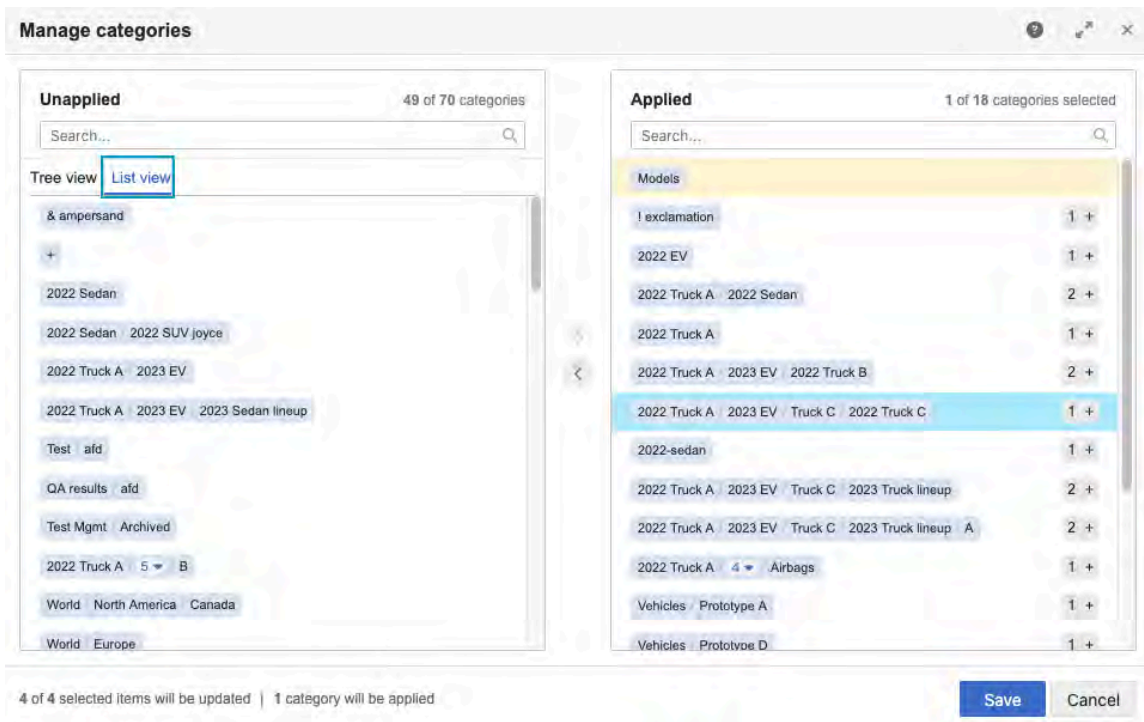 Manage categories
Unapplied 49 of 70 categories
Search...
Tree view List view
& ampersand
+
2022 Sedan
2022 Sedan / 2022 SUV joyce
2022 Truck A / 2023 EV
2022 Truck A / 2023 EV / 2023 Sedan lineup
Test / afd
QA results / afd
Test Mgmt / Archived
2022 Truck A / 5 / B
World / North America / Canada
World / Europe
Applied 1 of 18 categories selected
Search...
Models
! exclamation 1 +
2022 EV 1 +
2022 Truck A / 2022 Sedan 2 +
2022 Truck A 1 +
2022 Truck A / 2023 EV / 2022 Truck B 2 +
2022 Truck A / 2023 EV / Truck C / 2022 Truck C 1 +
2022-sedan 1 +
2022 Truck A / 2023 EV / Truck C / 2023 Truck lineup 2 +
2022 Truck A / 2023 EV / Truck C / 2023 Truck lineup / A 2 +
2022 Truck A / 4 / Airbags 1 +
Vehicles / Prototype A 1 +
Vehicles / Prototype D 1 +
4 of 4 selected items will be updated | 1 category will be applied
Save Cancel